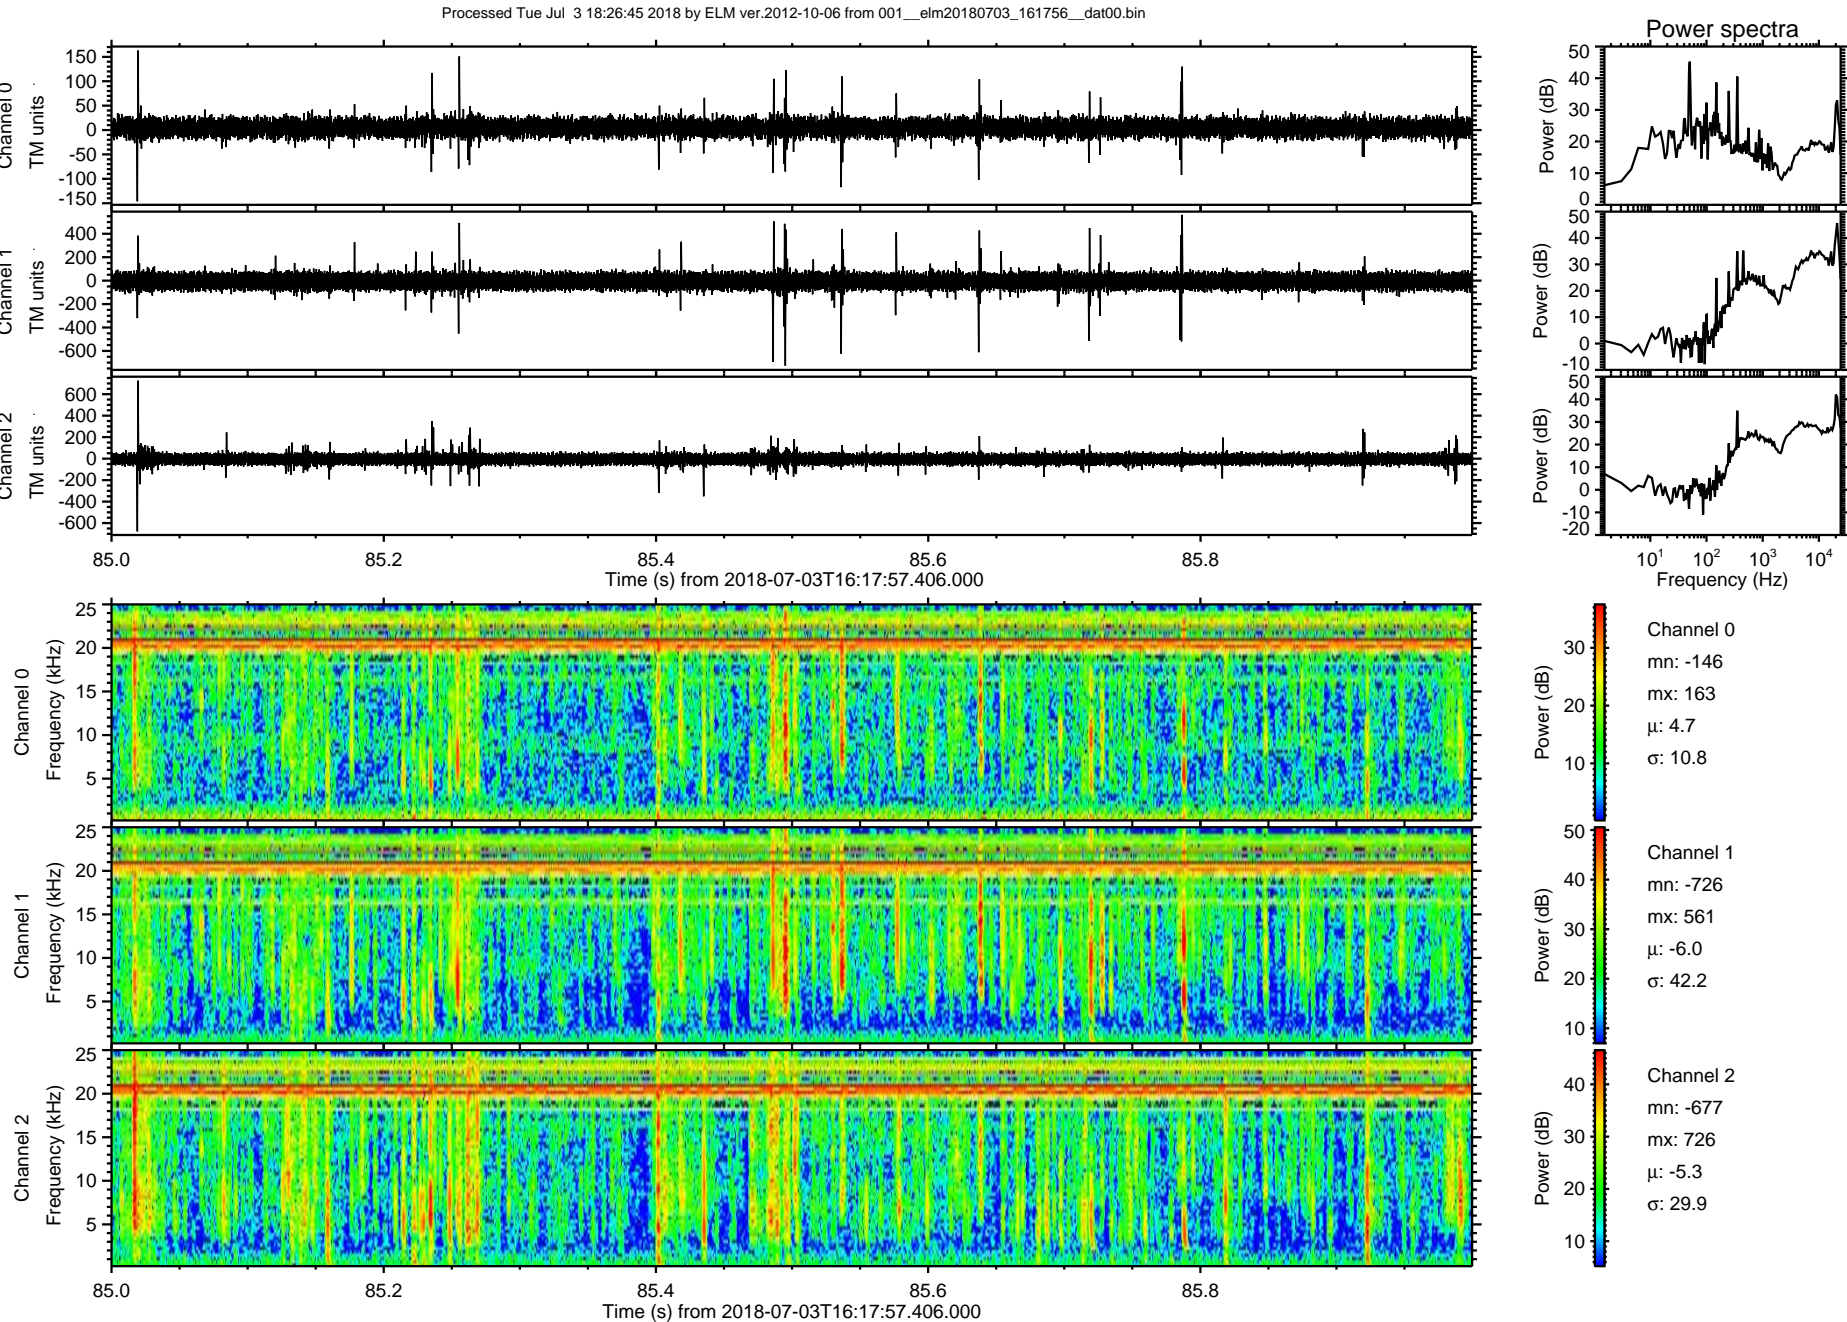 Processed Tue Jul  3 18:26:45 2018 by ELM ver.2012-10-06 from 001__elm20180703_161756__dat00.bin
Power spectra
Channel 0
TM units
150
100
50
0
-50
-100
-150
Power (dB)
50
40
30
20
10
0
Channel 1
TM units
400
200
0
-200
-400
-600
Power (dB)
50
40
30
20
10
0
-10
Channel 2
TM units
600
400
200
0
-200
-400
-600
Power (dB)
50
40
30
20
10
0
-10
-20
85.0 85.2 85.4 85.6 85.8
Time (s) from 2018-07-03T16:17:57.406.000
10¹ 10² 10³ 10⁴
Frequency (Hz)
Channel 0
Frequency (kHz)
25
20
15
10
5
Power (dB)
30
20
10
Channel 0
mn: -146
mx: 163
μ: 4.7
σ: 10.8
Channel 1
Frequency (kHz)
25
20
15
10
5
Power (dB)
50
40
30
20
10
Channel 1
mn: -726
mx: 561
μ: -6.0
σ: 42.2
Channel 2
Frequency (kHz)
25
20
15
10
5
Power (dB)
40
30
20
10
Channel 2
mn: -677
mx: 726
μ: -5.3
σ: 29.9
85.0 85.2 85.4 85.6 85.8
Time (s) from 2018-07-03T16:17:57.406.000